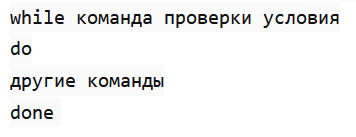 while команда проверки условия
do
другие команды
done